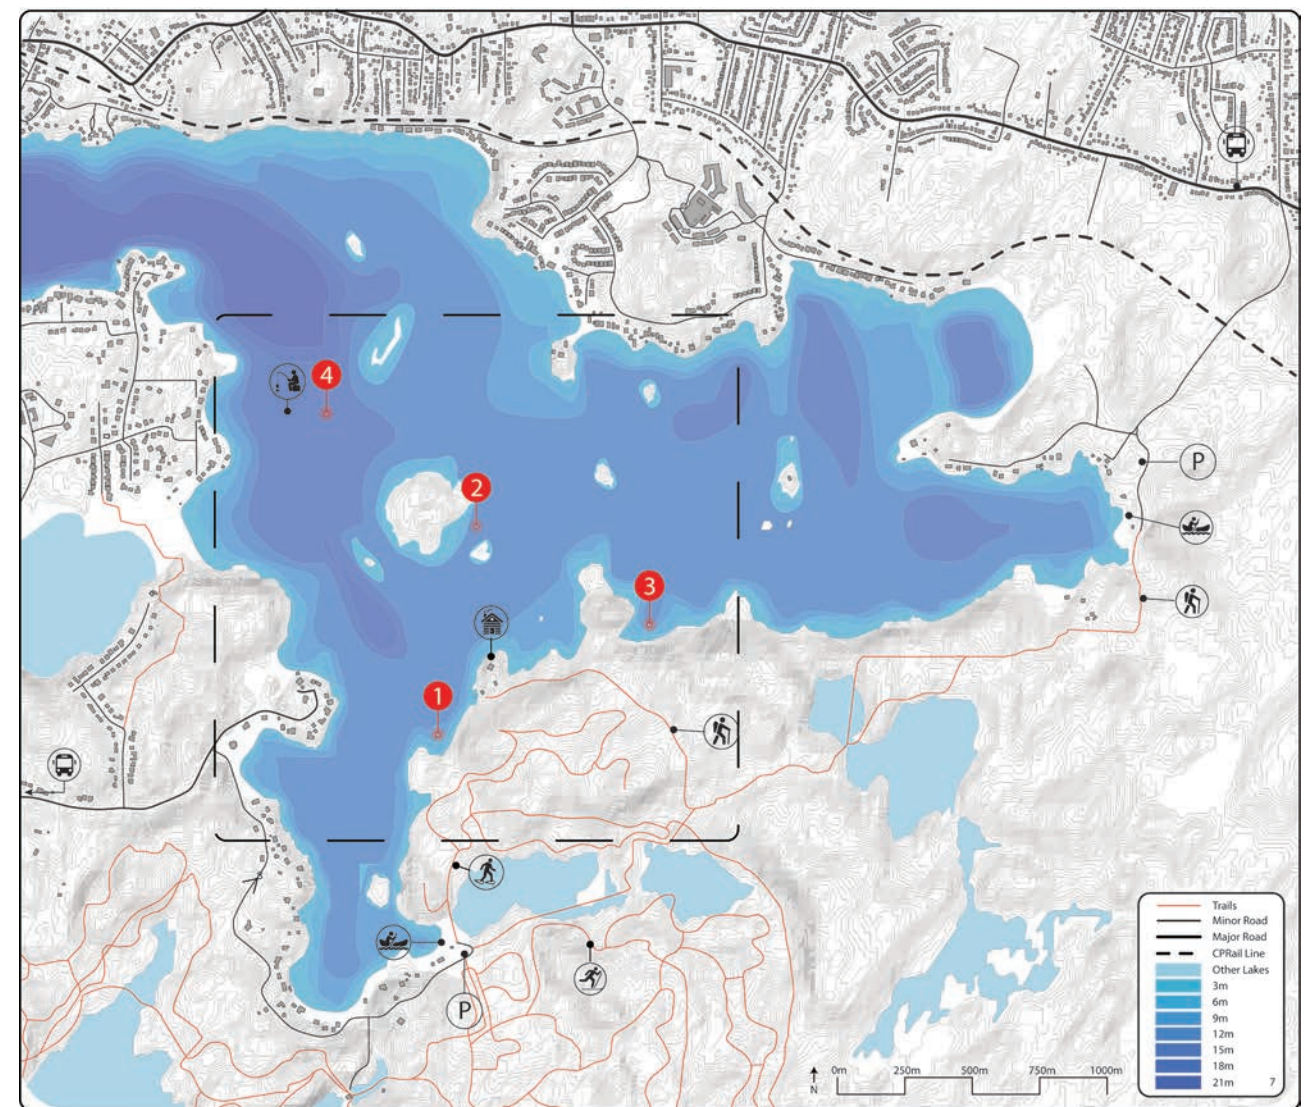 4
2
P
3
1
P
Trails
Minor Road
Major Road
CPRail Line
Other Lakes
3m
6m
9m
12m
15m
18m
21m
7
N
0m 250m 500m 750m 1000m